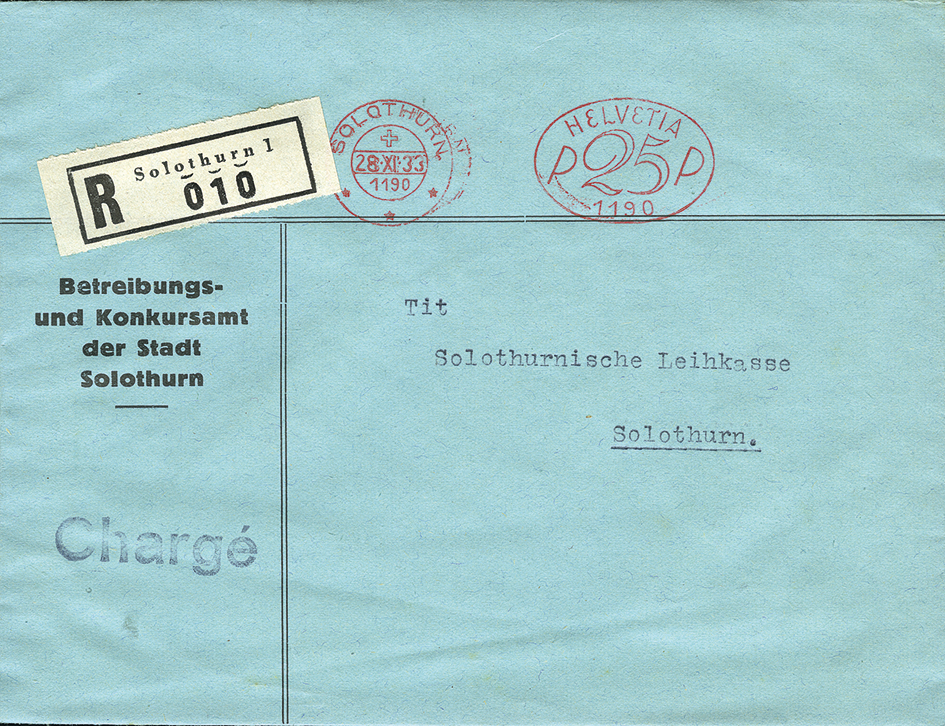 Solothurn 1
R 010
SOLOTHURN
28·XI·33
1190
HELVETIA
P 25 P
1190
Betreibungs-
und Konkursamt
der Stadt
Solothurn
Tit
Solothurnische Leihkasse
Solothurn.
Chargé